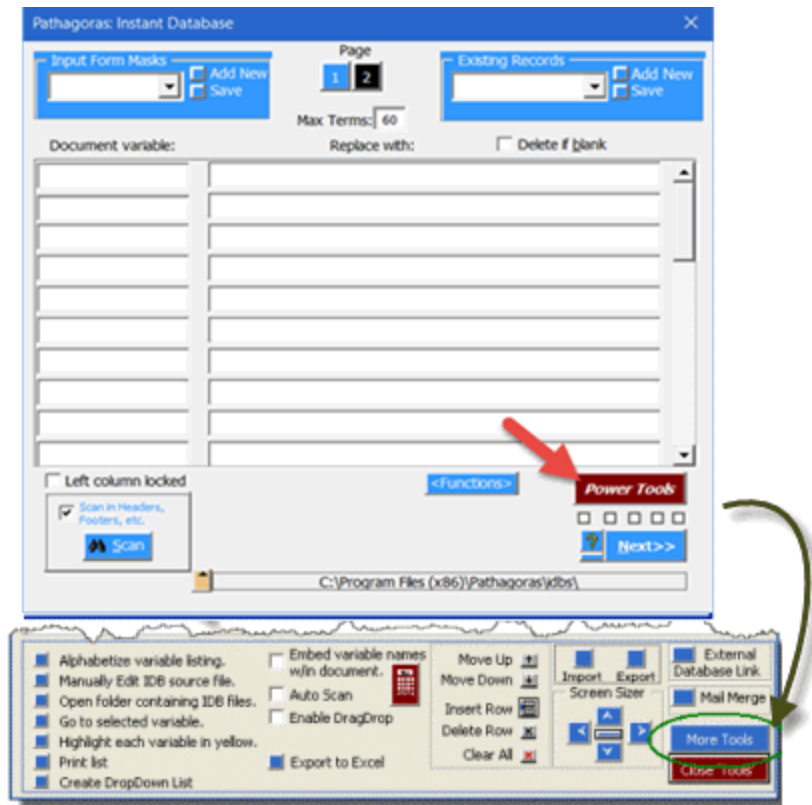 Pathagoras: Instant Database
Input Form Masks
Add New
Save
Page
1 2
Max Terms: 60
Existing Records
Add New
Save
Document variable:
Replace with:
Delete if blank
Left column locked
Scan in Headers,
Footers, etc.
Scan
<Functions>
Power Tools
?
Next>>
C:\Program Files (x86)\Pathagoras\idbs\
Alphabetize variable listing.
Manually Edit IDB source file.
Open folder containing IDB files.
Go to selected variable.
Highlight each variable in yellow.
Print list
Create DropDown List
Embed variable names
w/in document.
Auto Scan
Enable DragDrop
Export to Excel
Move Up
Move Down
Insert Row
Delete Row
Clear All
Import Export
Screen Sizer
External
Database Link
Mail Merge
More Tools
Close Tools